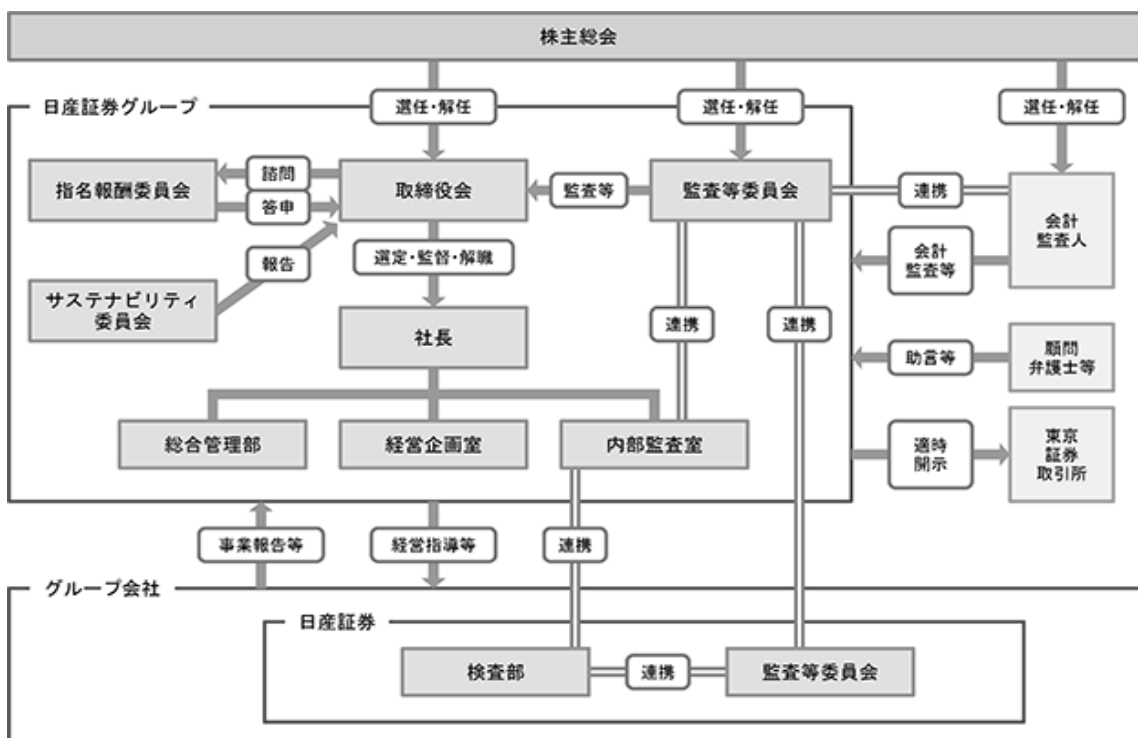 株主総会
選任・解任
選任・解任
選任・解任
日産証券グループ
指名報酬委員会
諮問
答申
取締役会
監査等
監査等委員会
連携
会計
監査人
報告
選定・監督・解職
会計
監査等
サステナビリティ
委員会
社長
連携
連携
助言等
顧問
弁護士等
総合管理部
経営企画室
内部監査室
適時
開示
東京
証券
取引所
事業報告等
経営指導等
連携
グループ会社
日産証券
検査部
連携
監査等委員会